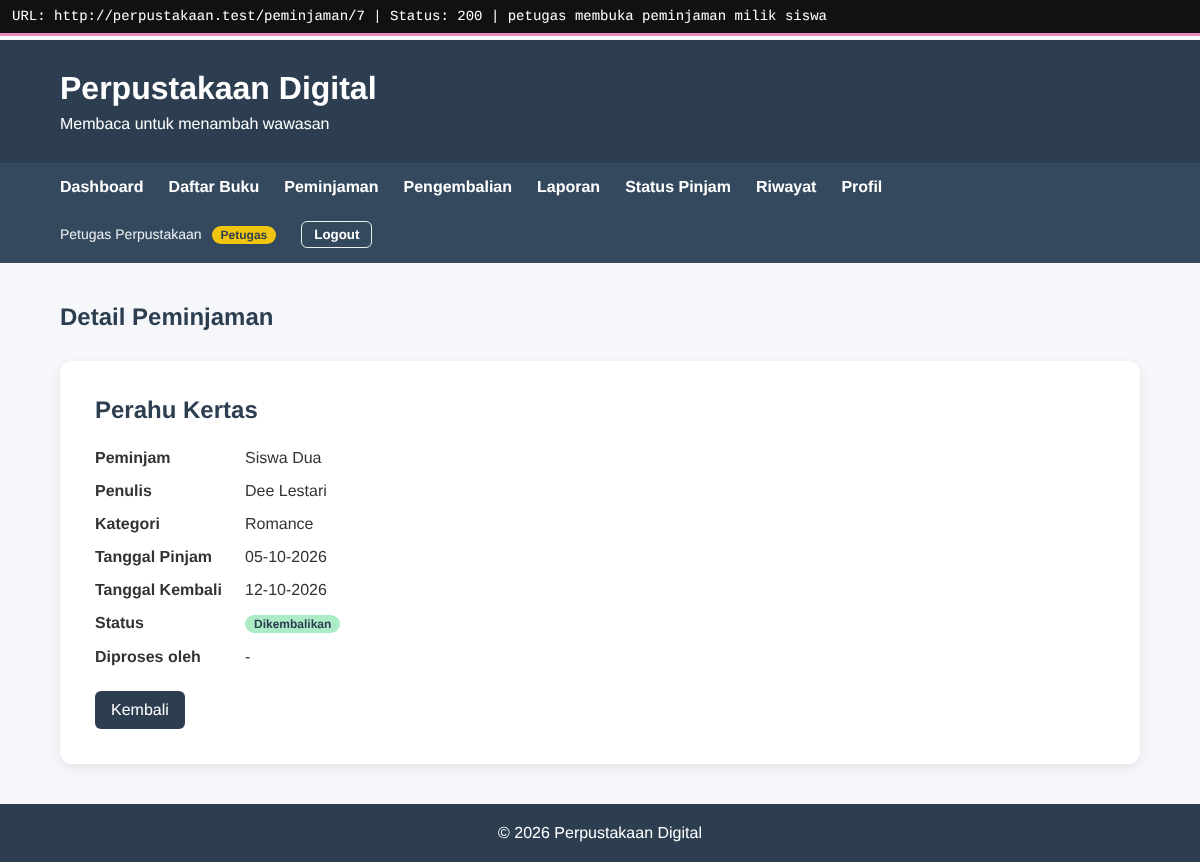 URL: http://perpustakaan.test/peminjaman/7 | Status: 200 | petugas membuka peminjaman milik siswa
Perpustakaan Digital
Membaca untuk menambah wawasan
Dashboard Daftar Buku Peminjaman Pengembalian Laporan Status Pinjam Riwayat Profil
Petugas Perpustakaan Petugas Logout
Detail Peminjaman
Perahu Kertas
Peminjam Siswa Dua
Penulis Dee Lestari
Kategori Romance
Tanggal Pinjam 05-10-2026
Tanggal Kembali 12-10-2026
Status Dikembalikan
Diproses oleh -
Kembali
© 2026 Perpustakaan Digital